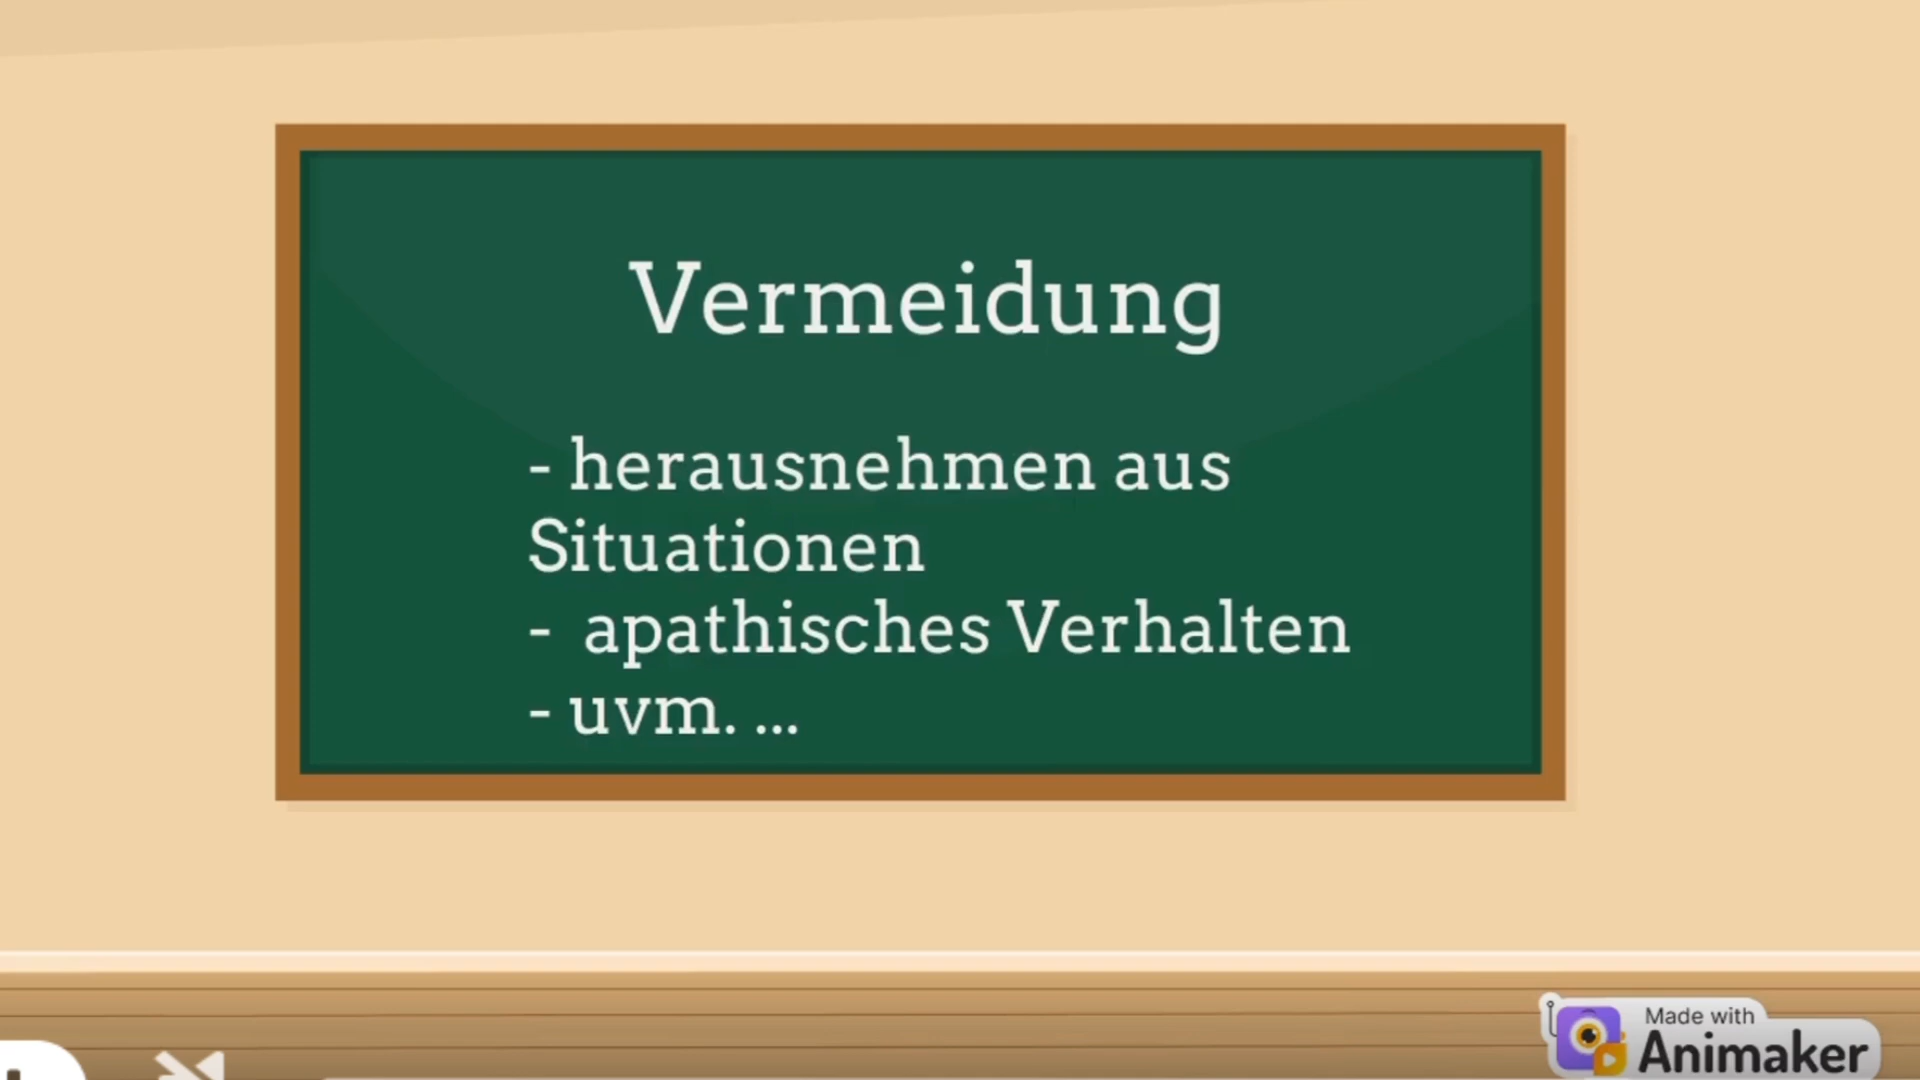 Vermeidung
- herausnehmen aus
Situationen
-  apathisches Verhalten
- uvm. ...
Made with
Animaker